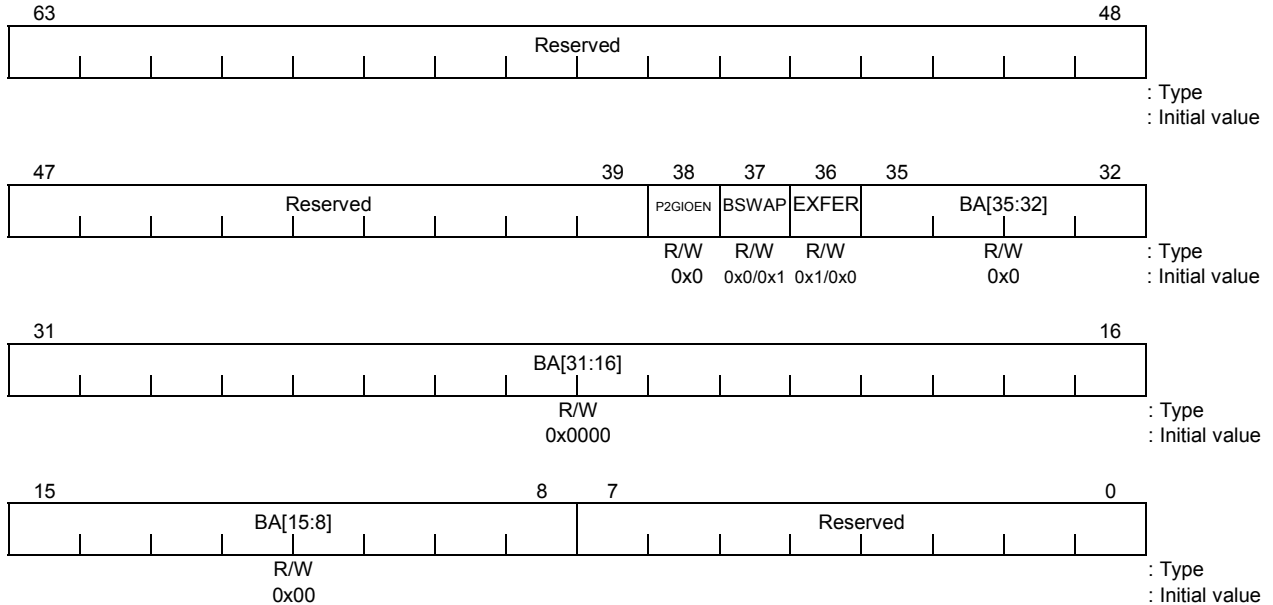 63 48
Reserved
: Type
: Initial value
47 39 38 37 36 35 32
Reserved P2GIOEN BSWAP EXFER BA[35:32]
R/W R/W R/W R/W : Type
0x0 0x0/0x1 0x1/0x0 0x0 : Initial value
31 16
BA[31:16]
R/W : Type
0x0000 : Initial value
15 8 7 0
BA[15:8] Reserved
R/W : Type
0x00 : Initial value